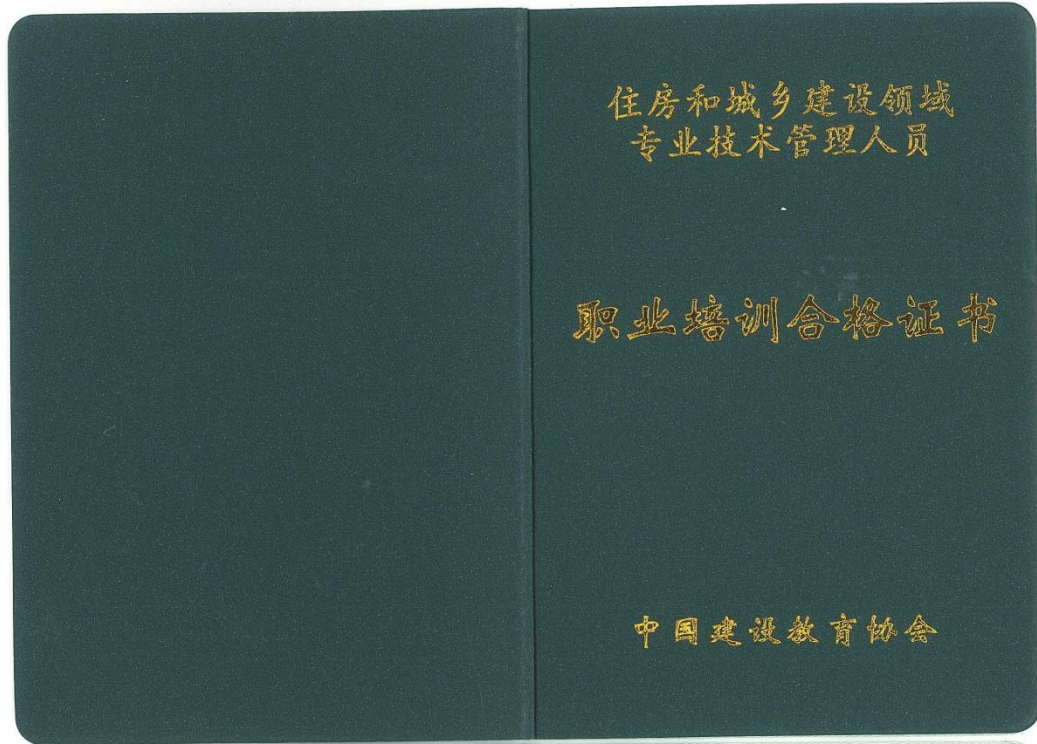 住房和城乡建设领域
专业技术管理人员
职业培训合格证书
中国建设教育协会